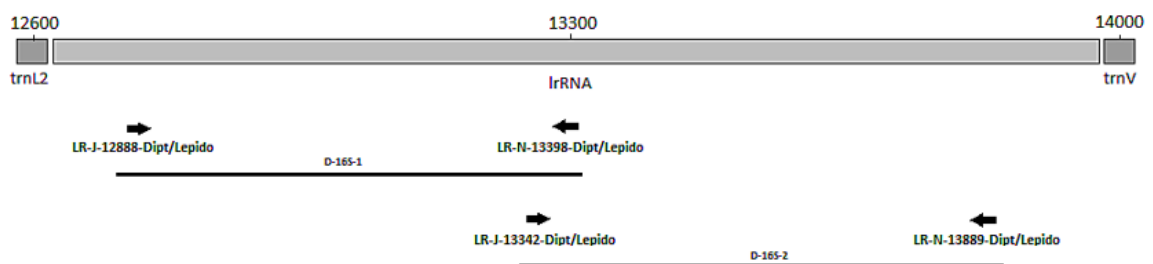 12600 13300 14000
trnL2 lrRNA trnV
LR-J-12888-Dipt/Lepido LR-N-13398-Dipt/Lepido
D-16S-1
LR-J-13342-Dipt/Lepido LR-N-13889-Dipt/Lepido
D-16S-2